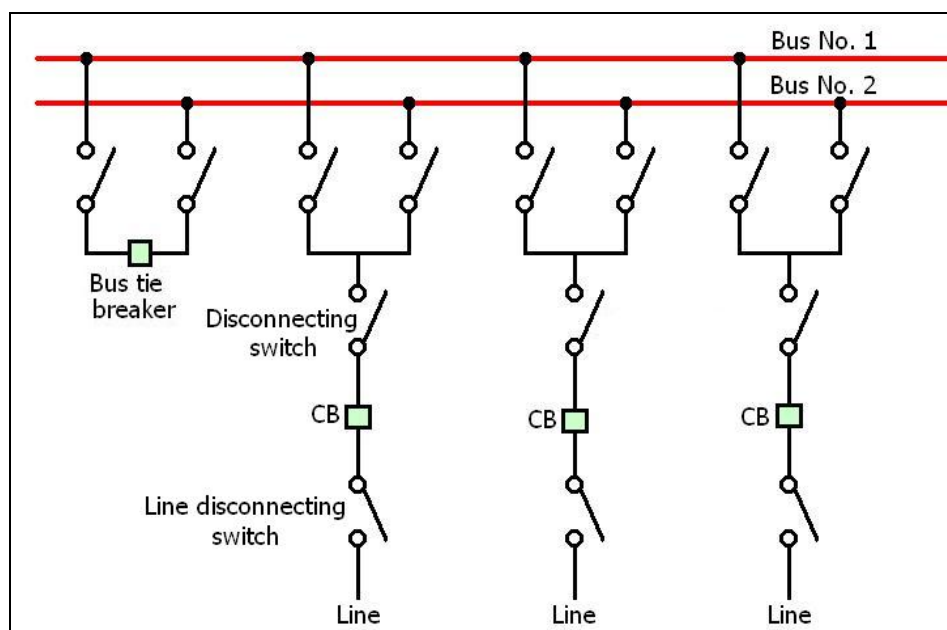 Bus No. 1
Bus No. 2
Bus tie
breaker
Disconnecting
switch
CB
CB
CB
Line disconnecting
switch
Line
Line
Line